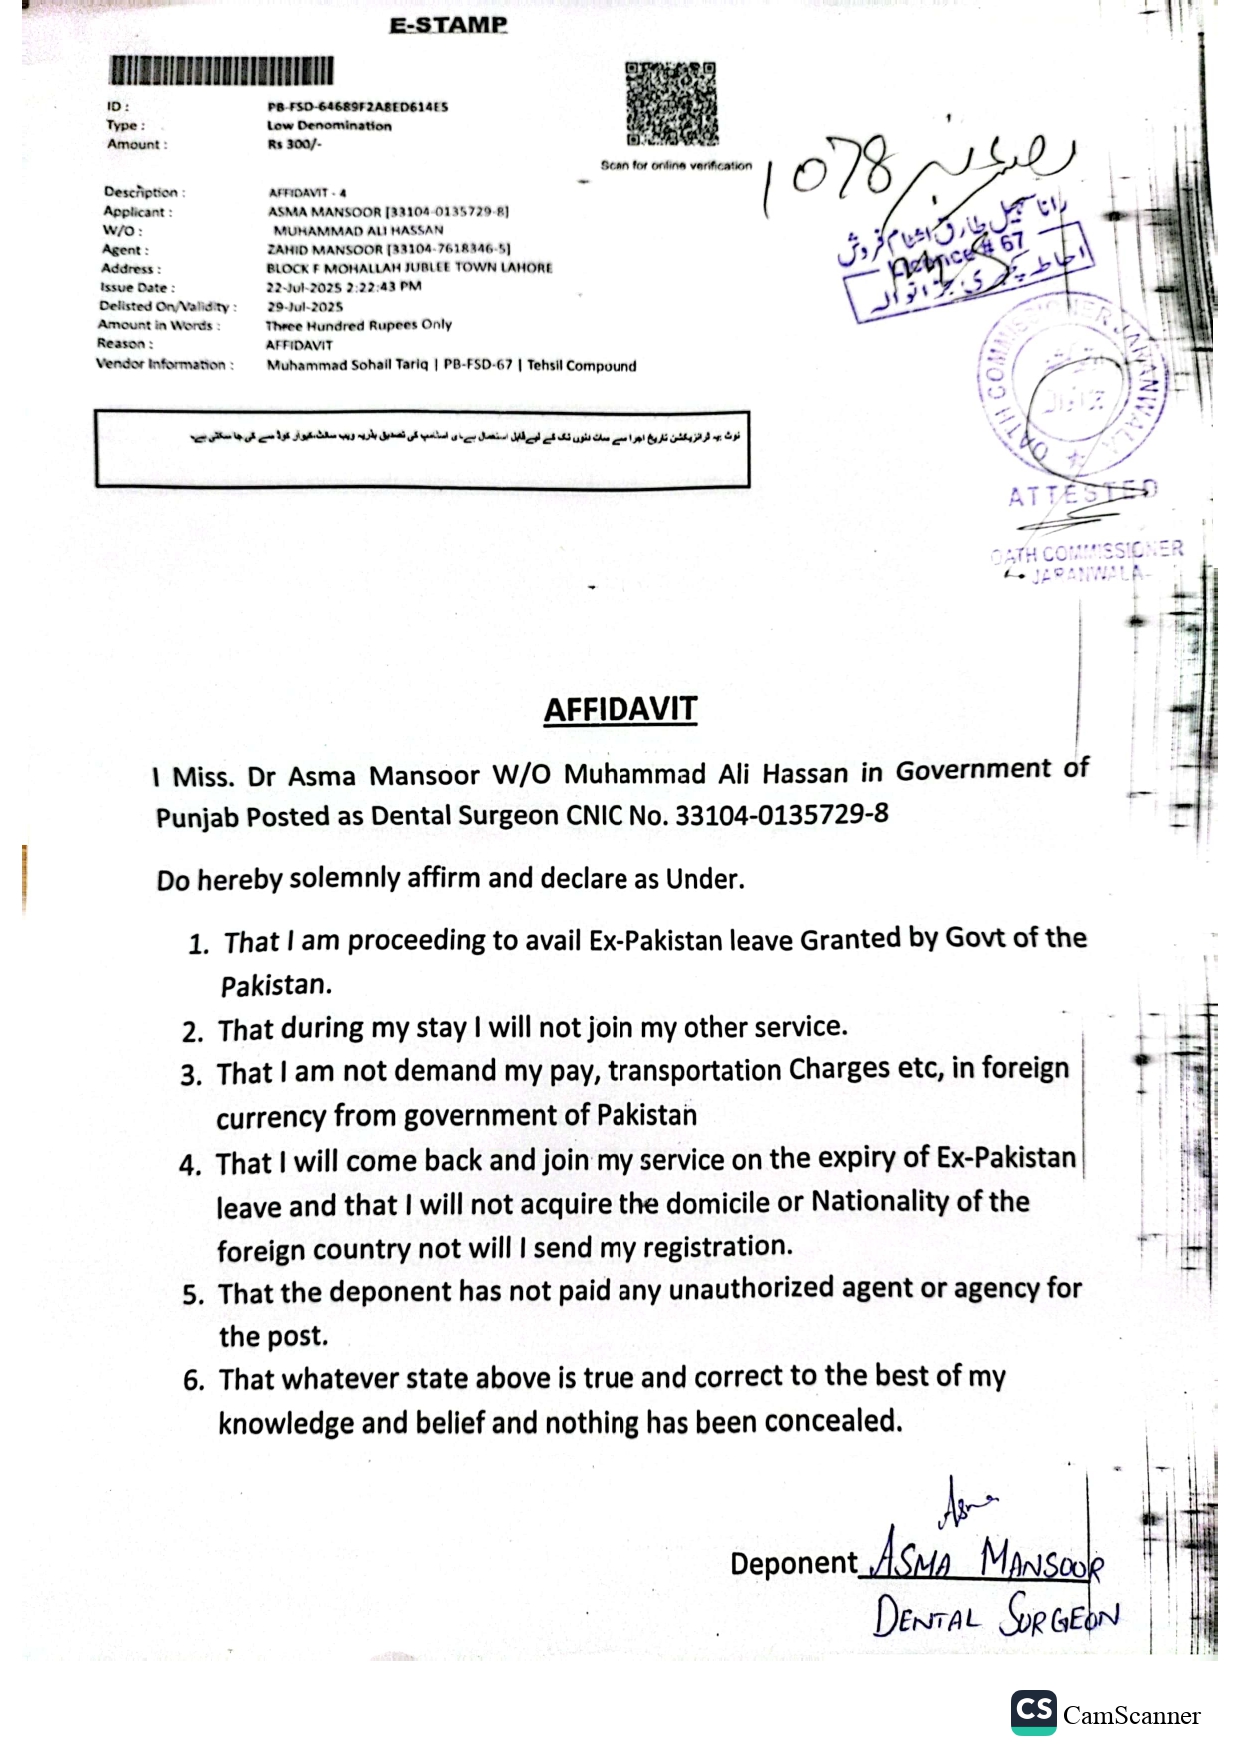 E-STAMP
ID : PB-FSD-64689F2A8ED614E5
Type : Low Denomination
Amount : Rs 300/-
Scan for online verification
Description : AFFIDAVIT - 4
Applicant : ASMA MANSOOR [33104-0135729-8]
W/O : MUHAMMAD ALI HASSAN
Agent : ZAHID MANSOOR [33104-7618346-5]
Address : BLOCK F MOHALLAH JUBLEE TOWN LAHORE
Issue Date : 22-Jul-2025 2:22:43 PM
Delisted On/Validity : 29-Jul-2025
Amount in Words : Three Hundred Rupees Only
Reason : AFFIDAVIT
Vendor Information : Muhammad Sohail Tariq | PB-FSD-67 | Tehsil Compound
نوٹ :یہ ٹرانزیکشن تاریخ اجرا سے سات دنوں تک کے لیے قابل استعمال ہے۔ای اسٹامپ کی تصدیق بذریعہ ویب سائٹ،کیو آر کوڈ سے کی جا سکتی ہے۔
1078
رانا سہیل طارق اشٹام فروش
# 67
احاطہ کچہری جڑانوالہ
OATH COMMISSIONER JARANWALA
ATTESTED
OATH COMMISSIONER
JARANWALA
AFFIDAVIT
I Miss. Dr Asma Mansoor W/O Muhammad Ali Hassan in Government of
Punjab Posted as Dental Surgeon CNIC No. 33104-0135729-8
Do hereby solemnly affirm and declare as Under.
1. That I am proceeding to avail Ex-Pakistan leave Granted by Govt of the
Pakistan.
2. That during my stay I will not join my other service.
3. That I am not demand my pay, transportation Charges etc, in foreign
currency from government of Pakistan
4. That I will come back and join my service on the expiry of Ex-Pakistan
leave and that I will not acquire the domicile or Nationality of the
foreign country not will I send my registration.
5. That the deponent has not paid any unauthorized agent or agency for
the post.
6. That whatever state above is true and correct to the best of my
knowledge and belief and nothing has been concealed.
Asma
Deponent ASMA MANSOOR
DENTAL SURGEON
CS CamScanner